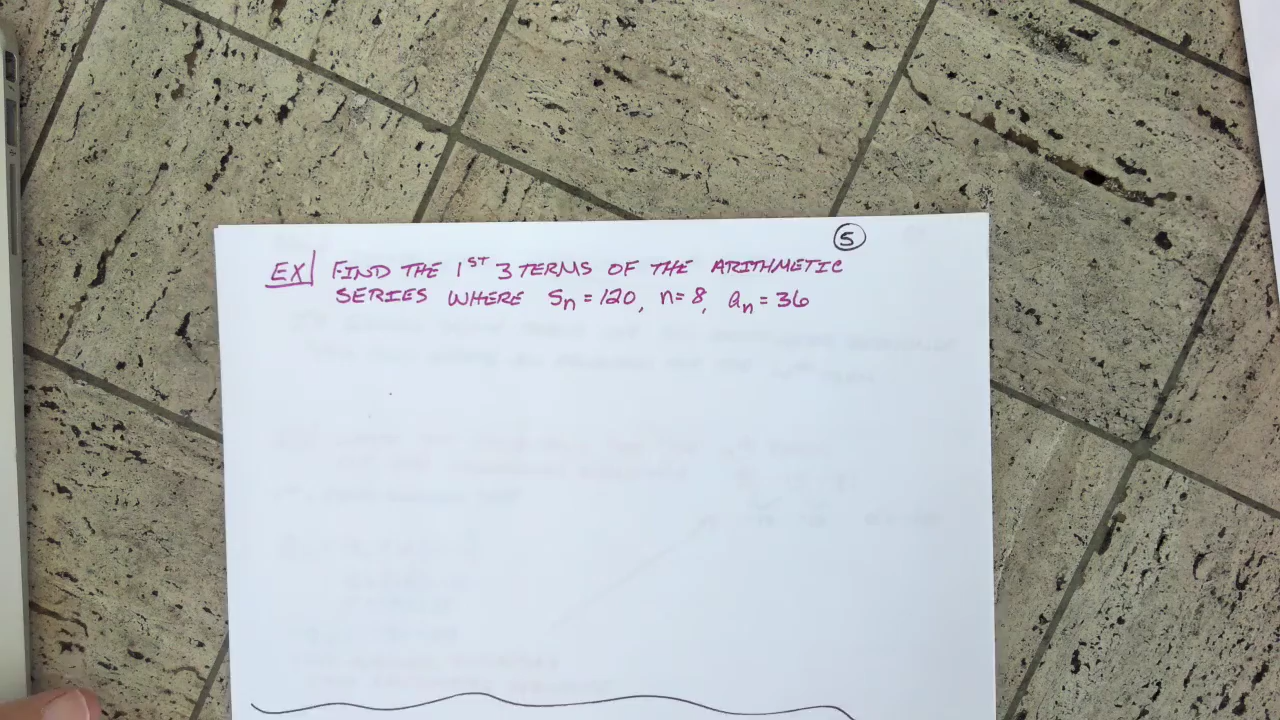 5
EX| FIND THE 1ST 3 TERMS OF THE ARITHMETIC
SERIES WHERE Sn = 120, n = 8, an = 36